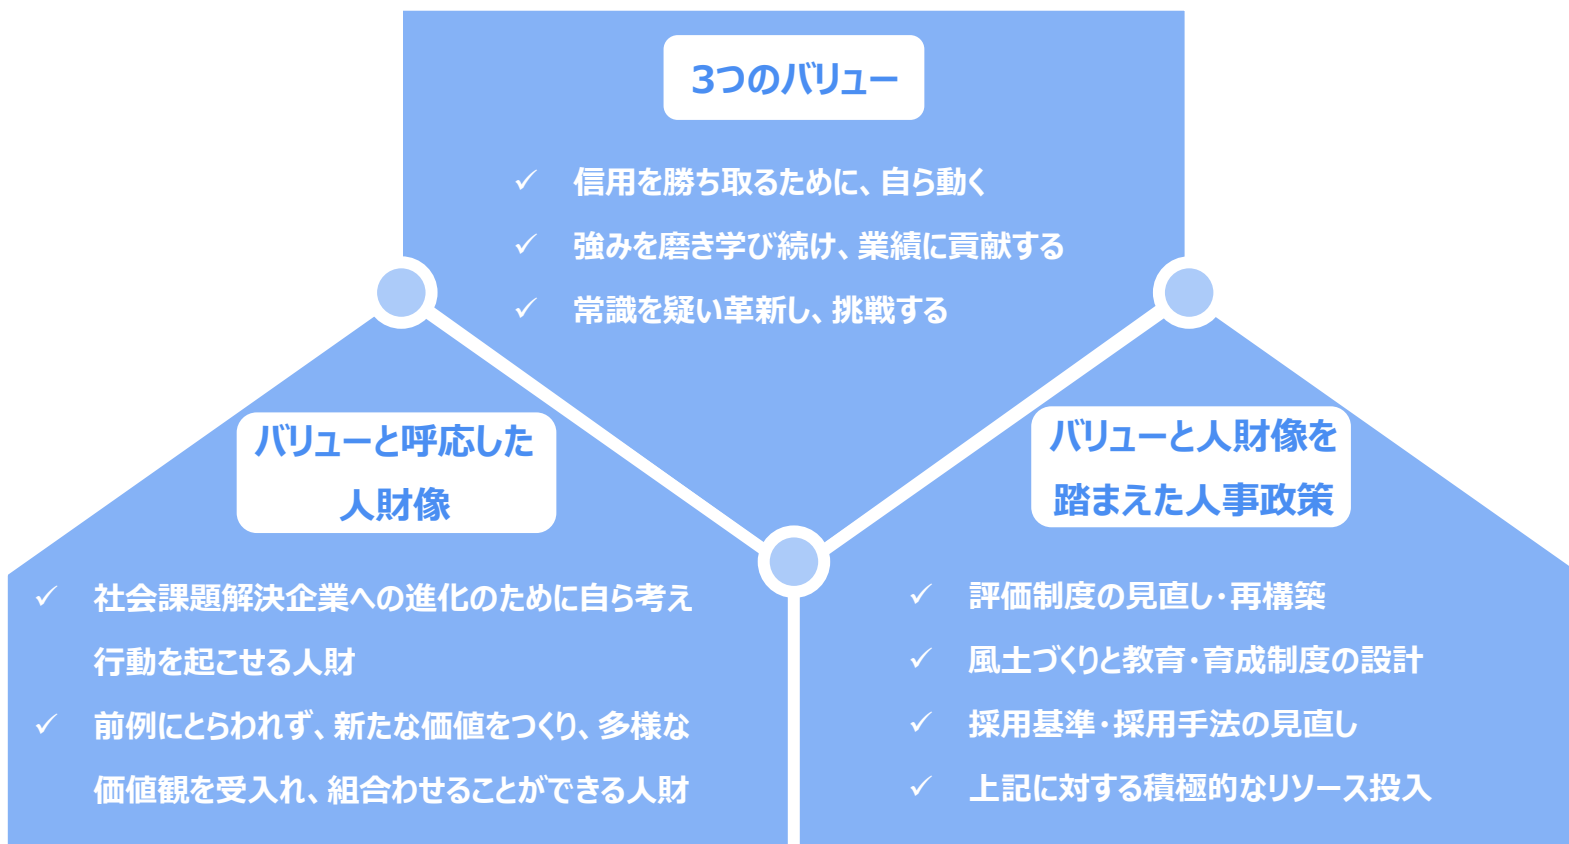 3つのバリュー
✓ 信用を勝ち取るために、自ら動く
✓ 強みを磨き学び続け、業績に貢献する
✓ 常識を疑い革新し、挑戦する
バリューと呼応した
人財像
✓ 社会課題解決企業への進化のために自ら考え
行動を起こせる人財
✓ 前例にとらわれず、新たな価値をつくり、多様な
価値観を受入れ、組合わせることができる人財
バリューと人財像を
踏まえた人事政策
✓ 評価制度の見直し・再構築
✓ 風土づくりと教育・育成制度の設計
✓ 採用基準・採用手法の見直し
✓ 上記に対する積極的なリソース投入